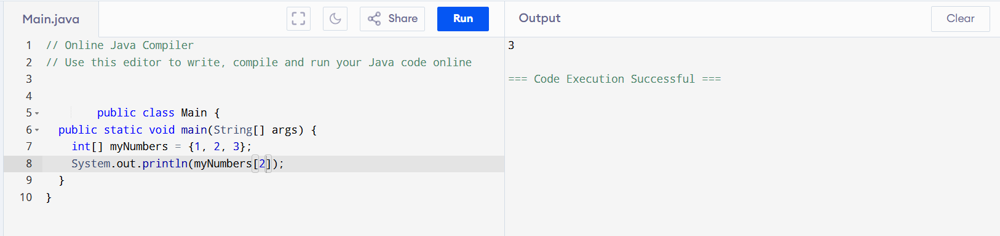 Main.java Share Run Output Clear
1 // Online Java Compiler
2 // Use this editor to write, compile and run your Java code online
3
4
5 public class Main {
6 public static void main(String[] args) {
7 int[] myNumbers = {1, 2, 3};
8 System.out.println(myNumbers[2]);
9 }
10 }
3
=== Code Execution Successful ===